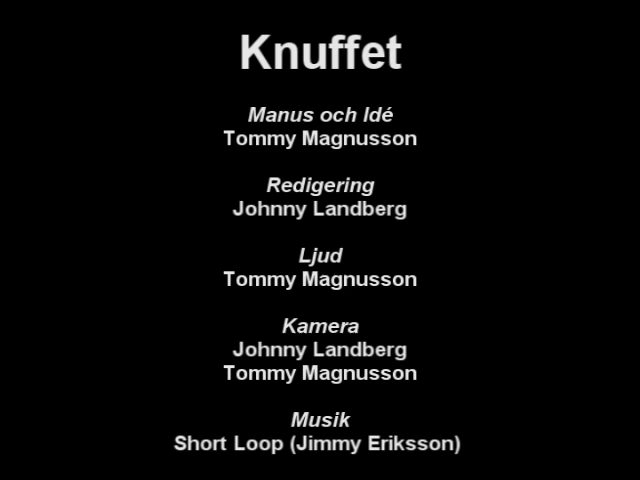 Knuffet
Manus och Idé
Tommy Magnusson
Redigering
Johnny Landberg
Ljud
Tommy Magnusson
Kamera
Johnny Landberg
Tommy Magnusson
Musik
Short Loop (Jimmy Eriksson)